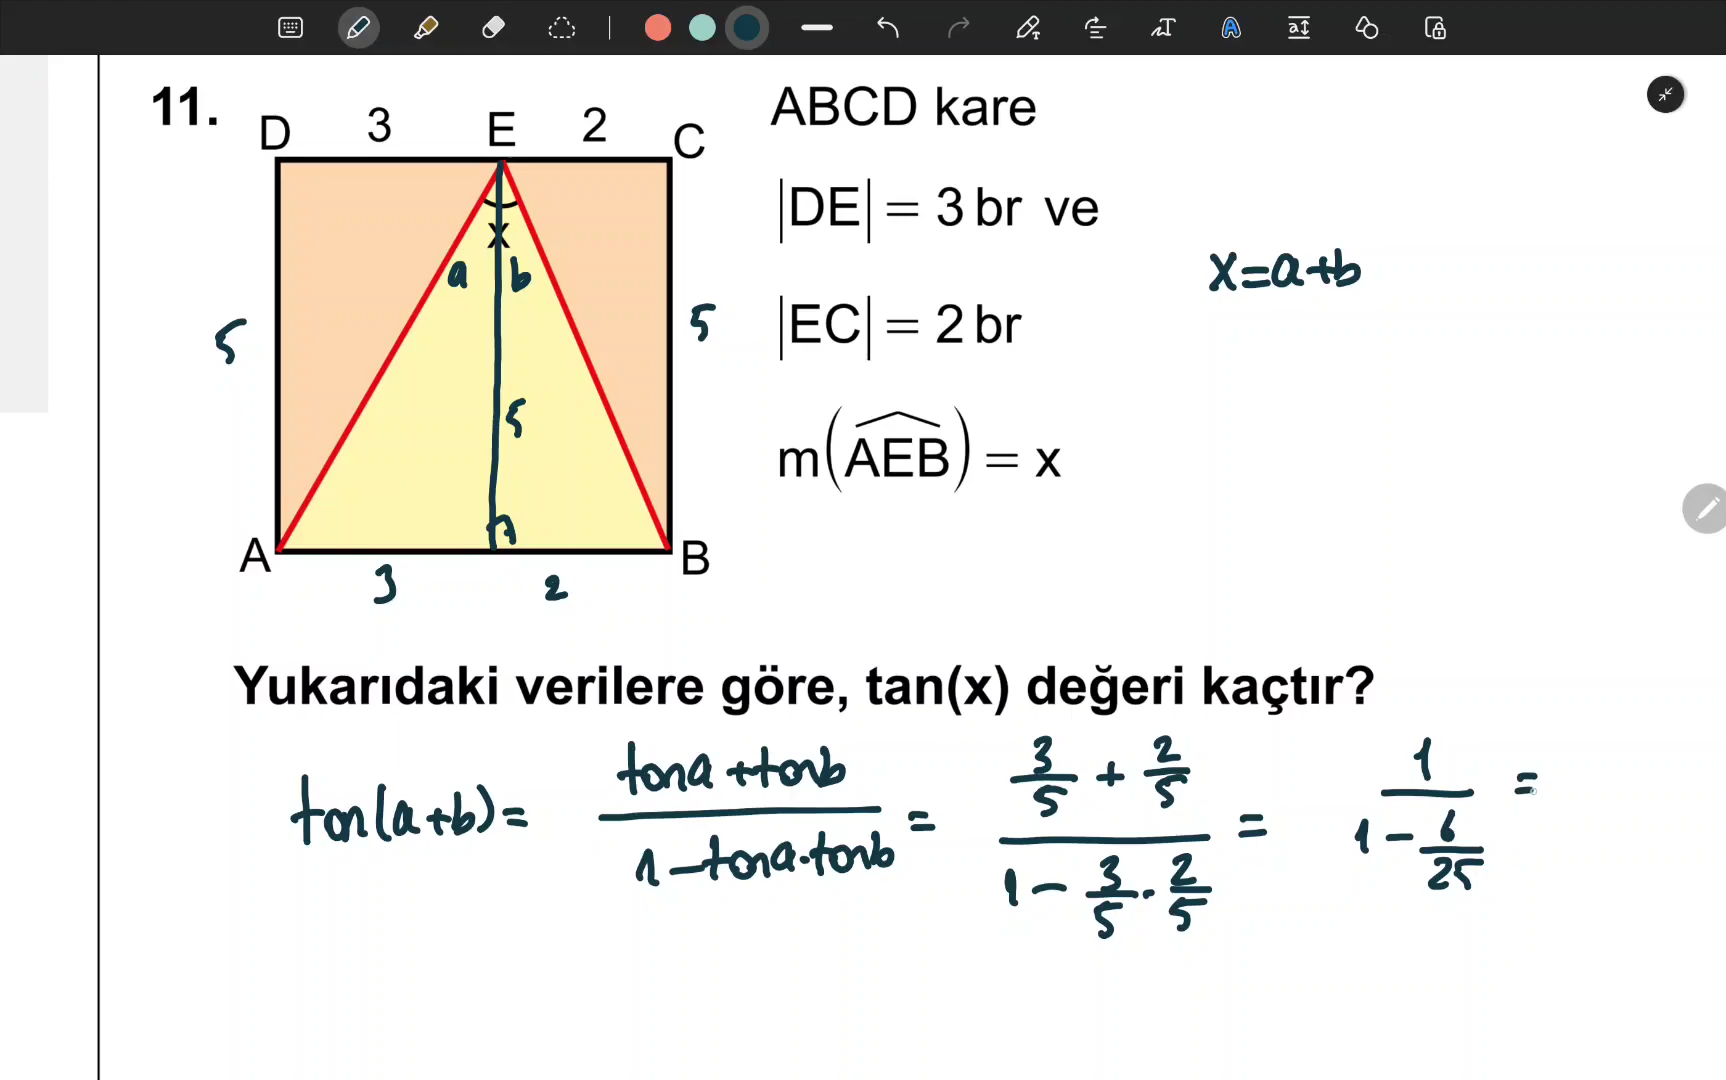 11.
D 3 E 2 C
ABCD kare
|DE| = 3 br ve
x=a+b
x
a b
5 5
|EC| = 2 br
5
m(AEB) = x
A B
3 2
Yukarıdaki verilere göre, tan(x) değeri kaçtır?
tan(a+b) = (tana + tanb)/(1 - tana·tanb) = (3/5 + 2/5)/(1 - 3/5 · 2/5) = 1/(1 - 6/25) =